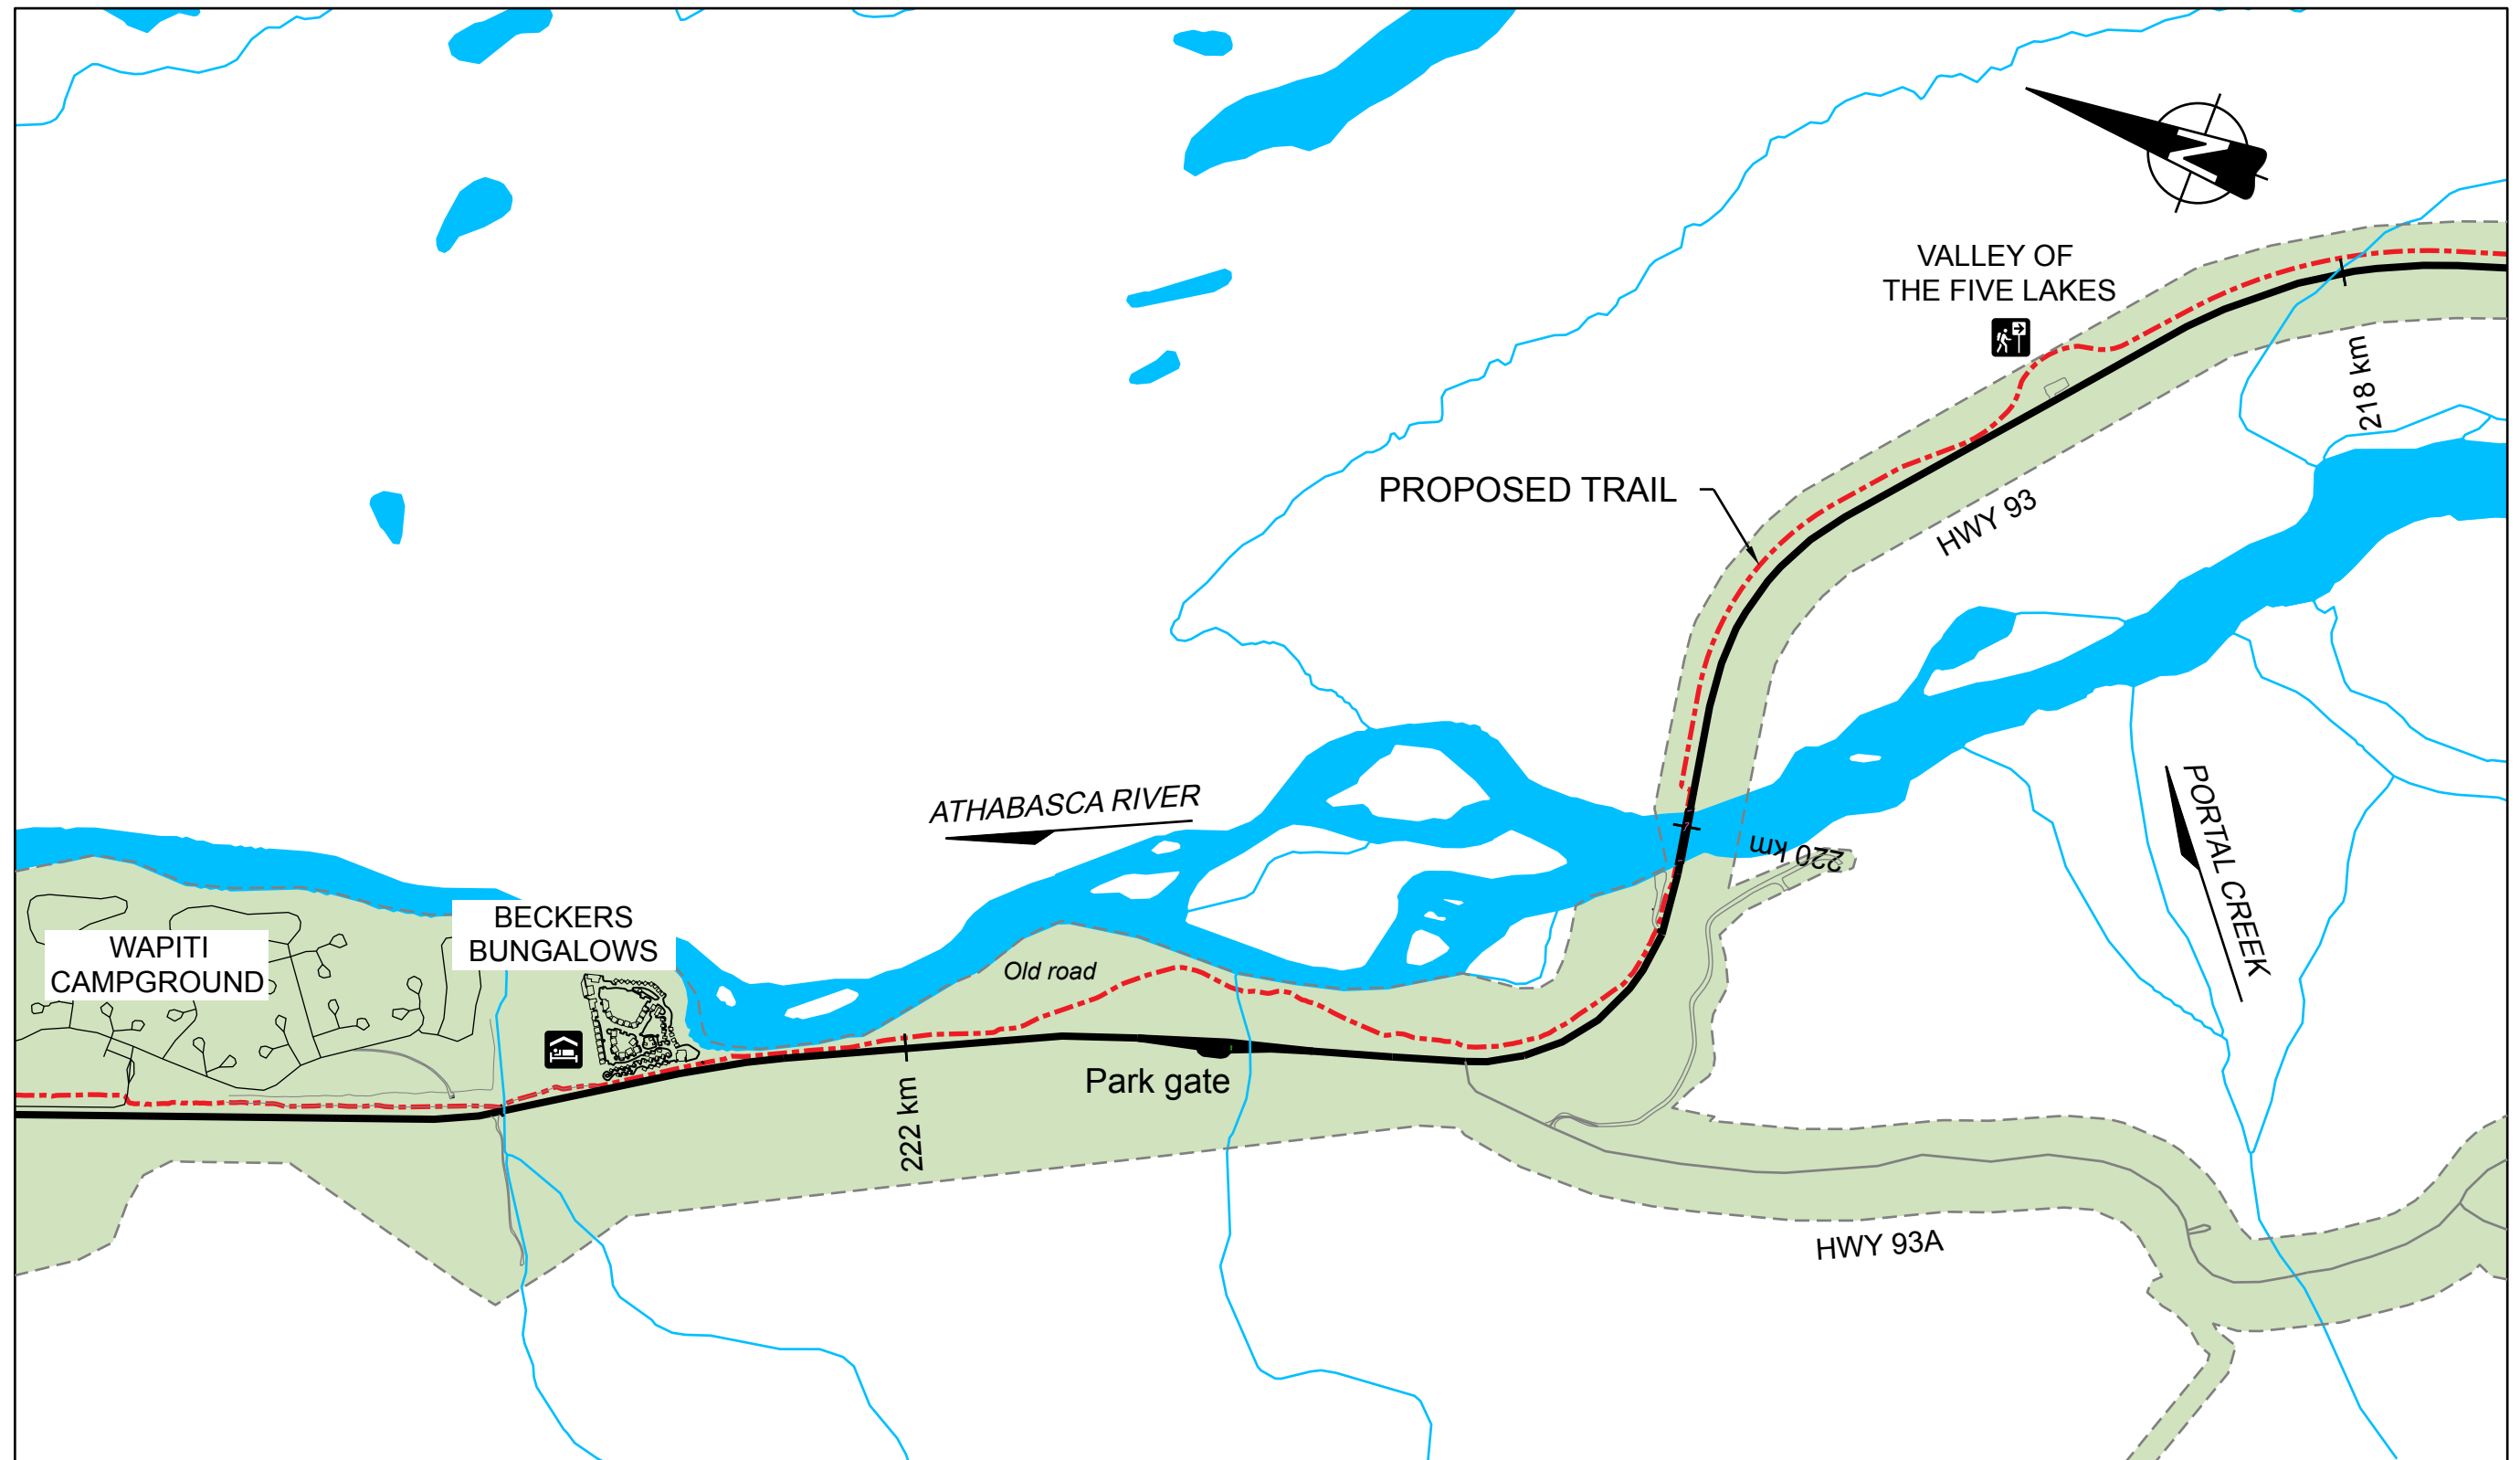 N
VALLEY OF
THE FIVE LAKES
218 km
PROPOSED TRAIL
HWY 93
ATHABASCA RIVER
220 km
PORTAL CREEK
WAPITI
CAMPGROUND
BECKERS
BUNGALOWS
Old road
Park gate
222 km
HWY 93A